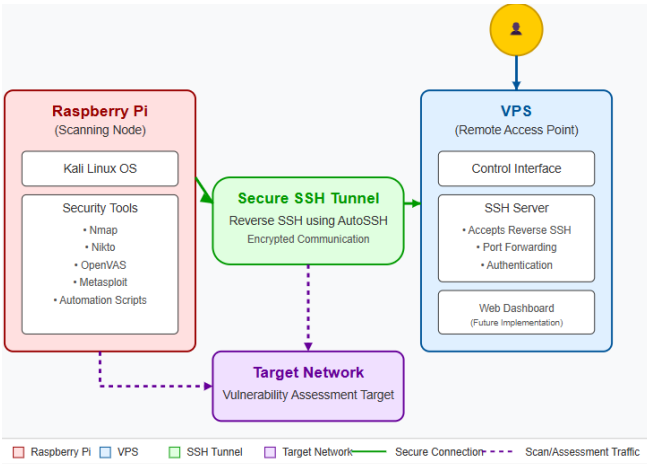 Raspberry Pi
(Scanning Node)
Kali Linux OS
Security Tools
• Nmap
• Nikto
• OpenVAS
• Metasploit
• Automation Scripts
Secure SSH Tunnel
Reverse SSH using AutoSSH
Encrypted Communication
VPS
(Remote Access Point)
Control Interface
SSH Server
• Accepts Reverse SSH
• Port Forwarding
• Authentication
Web Dashboard
(Future Implementation)
Target Network
Vulnerability Assessment Target
Raspberry Pi VPS SSH Tunnel Target Network Secure Connection Scan/Assessment Traffic